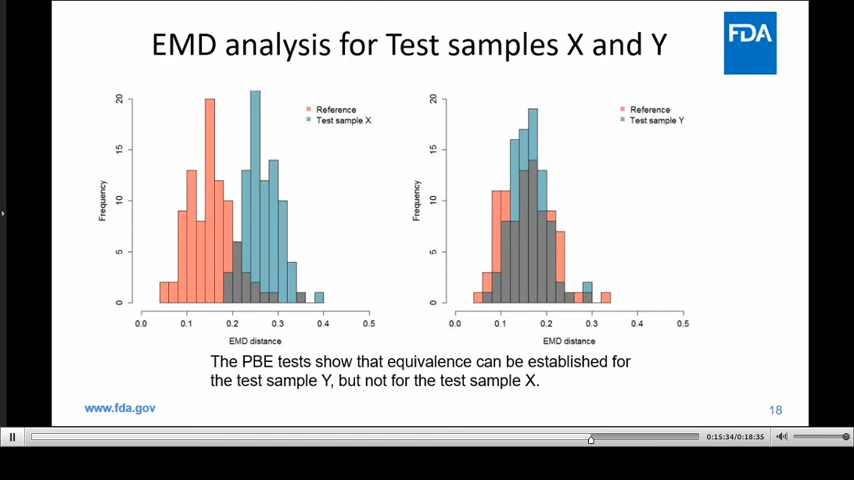 EMD analysis for Test samples X and Y
FDA
Reference
Test sample X
Frequency
20
15
10
5
0
0.0 0.1 0.2 0.3 0.4 0.5
EMD distance
Reference
Test sample Y
Frequency
20
15
10
5
0
0.0 0.1 0.2 0.3 0.4 0.5
EMD distance
The PBE tests show that equivalence can be established for
the test sample Y, but not for the test sample X.
www.fda.gov
18
0:15:34/0:18:35